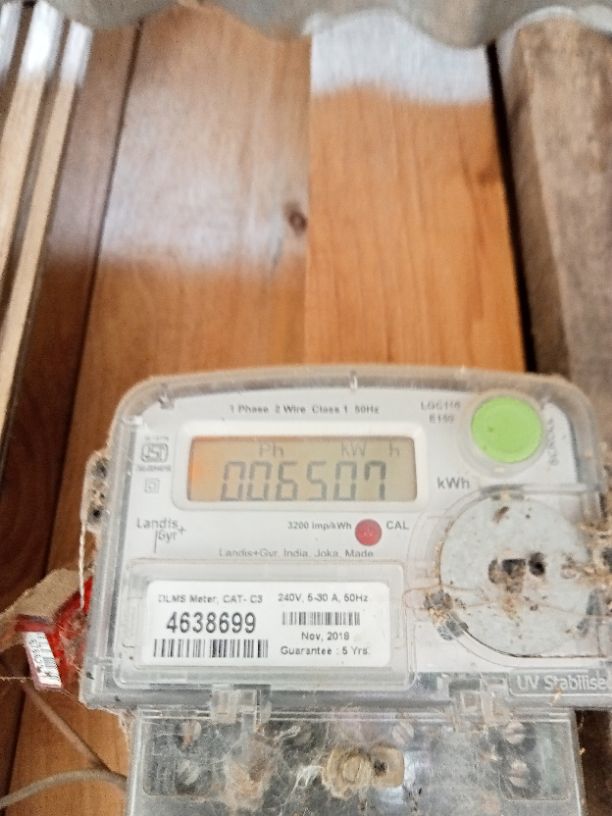 1 Phase 2 Wire Class 1 50Hz
Ph kW h
006507
kWh
Landis+
Gyr
3200 imp/kWh CAL
Landis+Gyr, India, Joka, Made
DLMS Meter, CAT- C3 240V, 5-30 A, 50Hz
4638699
Nov, 2018
Guarantee : 5 Yrs.
UV Stabilise